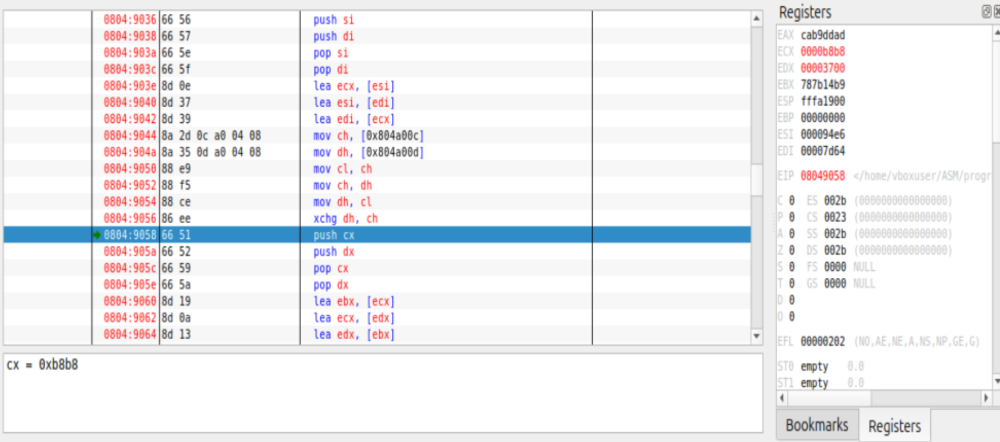 0804:9036 66 56 push si
0804:9038 66 57 push di
0804:903a 66 5e pop si
0804:903c 66 5f pop di
0804:903e 8d 0e lea ecx, [esi]
0804:9040 8d 37 lea esi, [edi]
0804:9042 8d 39 lea edi, [ecx]
0804:9044 8a 2d 0c a0 04 08 mov ch, [0x804a00c]
0804:904a 8a 35 0d a0 04 08 mov dh, [0x804a00d]
0804:9050 88 e9 mov cl, ch
0804:9052 88 f5 mov ch, dh
0804:9054 88 ce mov dh, cl
0804:9056 86 ee xchg dh, ch
0804:9058 66 51 push cx
0804:905a 66 52 push dx
0804:905c 66 59 pop cx
0804:905e 66 5a pop dx
0804:9060 8d 19 lea ebx, [ecx]
0804:9062 8d 0a lea ecx, [edx]
0804:9064 8d 13 lea edx, [ebx]
cx = 0xb8b8
Registers
EAX cab9ddad
ECX 0000b8b8
EDX 00003700
EBX 787b14b9
ESP fffa1900
EBP 00000000
ESI 000094e6
EDI 00007d64
EIP 08049058 </home/vboxuser/ASM/progr
C 0 ES 002b (0000000000000000)
P 0 CS 0023 (0000000000000000)
A 0 SS 002b (0000000000000000)
Z 0 DS 002b (0000000000000000)
S 0 FS 0000 NULL
T 0 GS 0000 NULL
D 0
O 0
EFL 00000202 (NO,AE,NE,A,NS,NP,GE,G)
ST0 empty 0.0
ST1 empty 0.0
Bookmarks
Registers